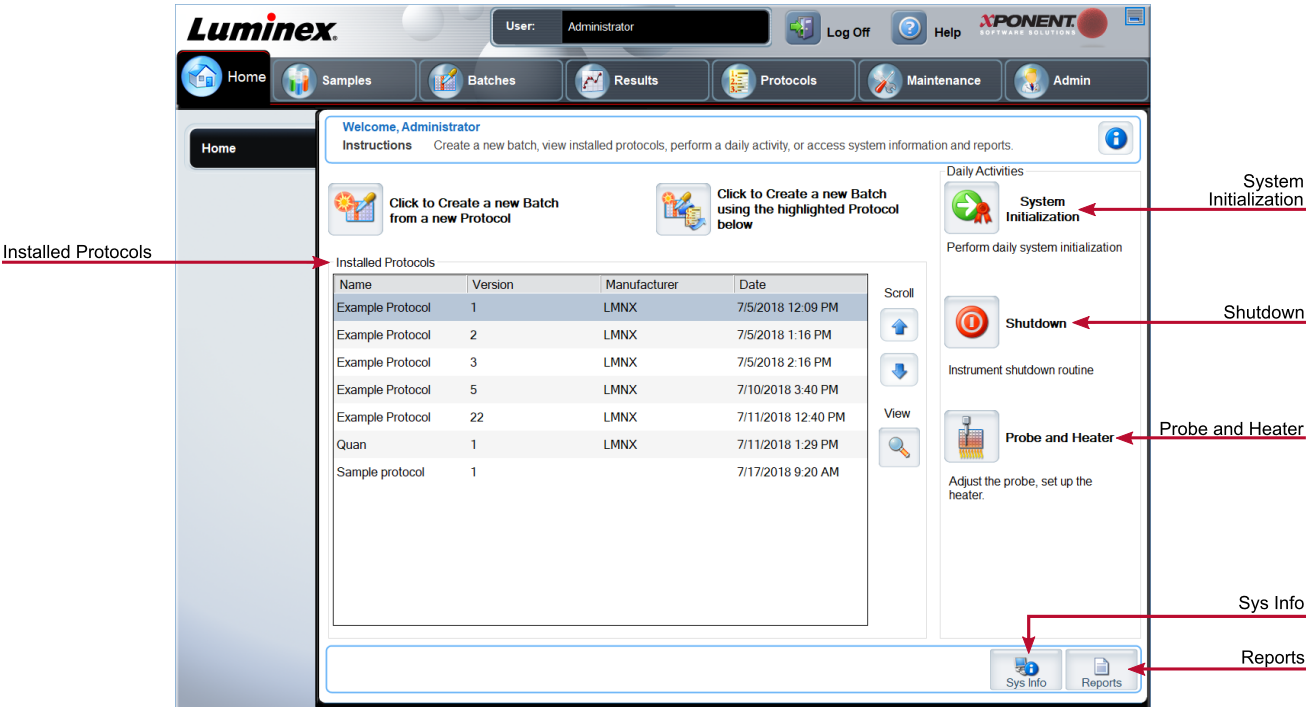 Luminex.
User: Administrator
Log Off
Help
XPONENT.
SOFTWARE SOLUTIONS
Home
Samples
Batches
Results
Protocols
Maintenance
Admin
Home
Welcome, Administrator
Instructions Create a new batch, view installed protocols, perform a daily activity, or access system information and reports.
Click to Create a new Batch
from a new Protocol
Click to Create a new Batch
using the highlighted Protocol
below
Installed Protocols
Installed Protocols
Name Version Manufacturer Date
Example Protocol 1 LMNX 7/5/2018 12:09 PM
Example Protocol 2 LMNX 7/5/2018 1:16 PM
Example Protocol 3 LMNX 7/5/2018 2:16 PM
Example Protocol 5 LMNX 7/10/2018 3:40 PM
Example Protocol 22 LMNX 7/11/2018 12:40 PM
Quan 1 LMNX 7/11/2018 1:29 PM
Sample protocol 1 7/17/2018 9:20 AM
Scroll
View
Daily Activities
System
Initialization
Perform daily system initialization
Shutdown
Instrument shutdown routine
Probe and Heater
Adjust the probe, set up the
heater.
Sys Info
Reports
System
Initialization
Shutdown
Probe and Heater
Sys Info
Reports